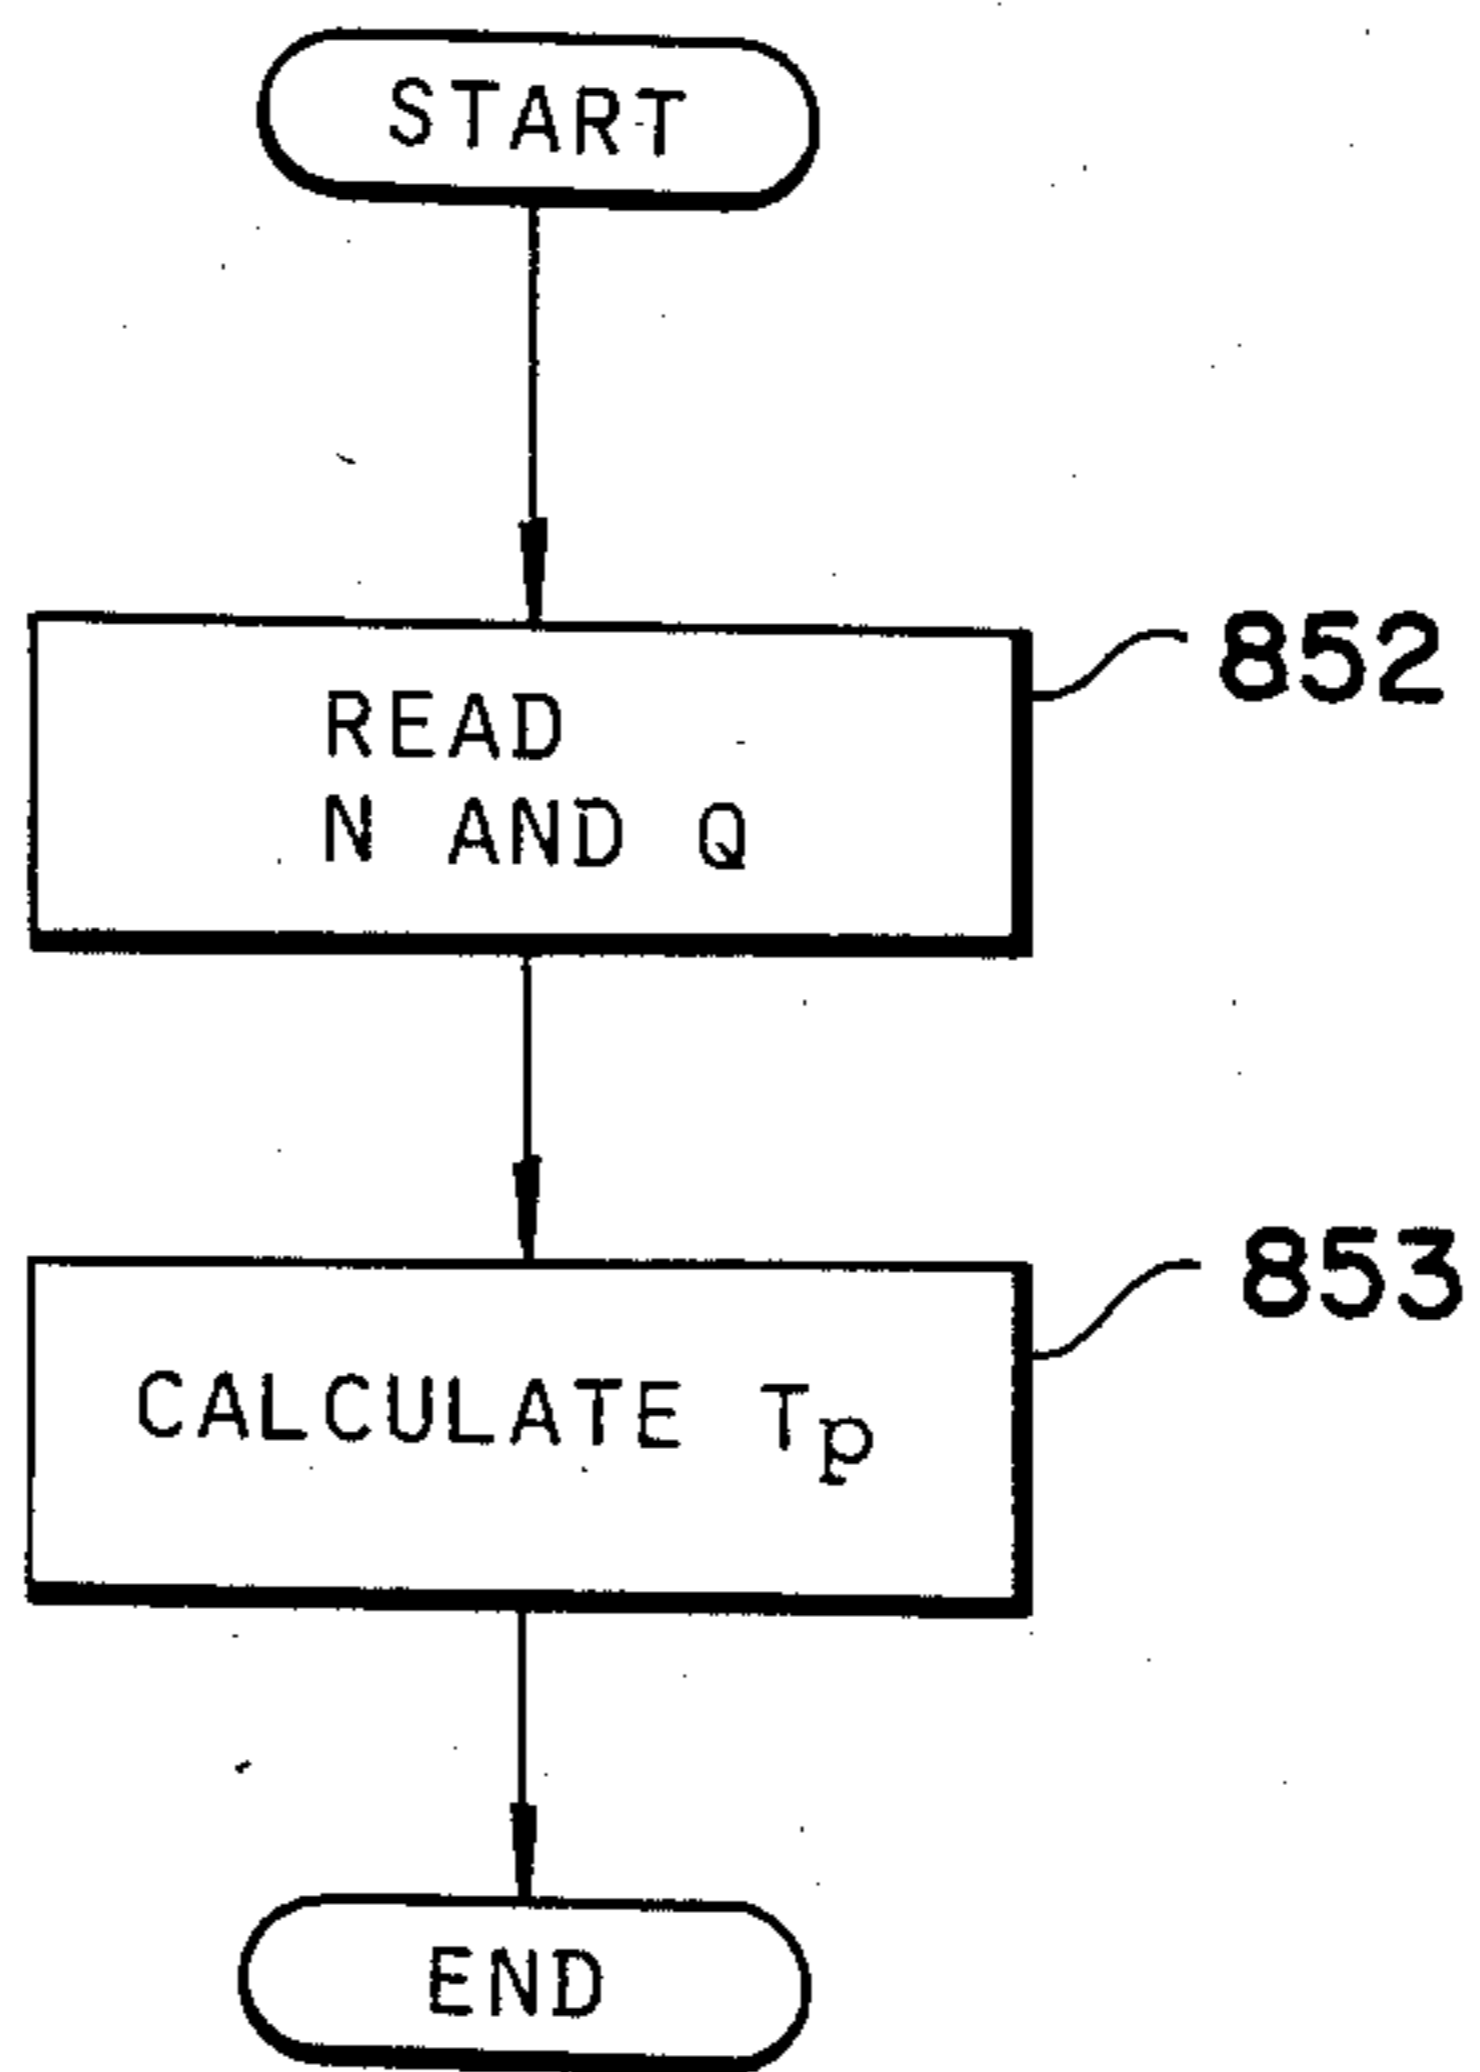 START
852
READ
N AND Q
853
CALCULATE Tp
END